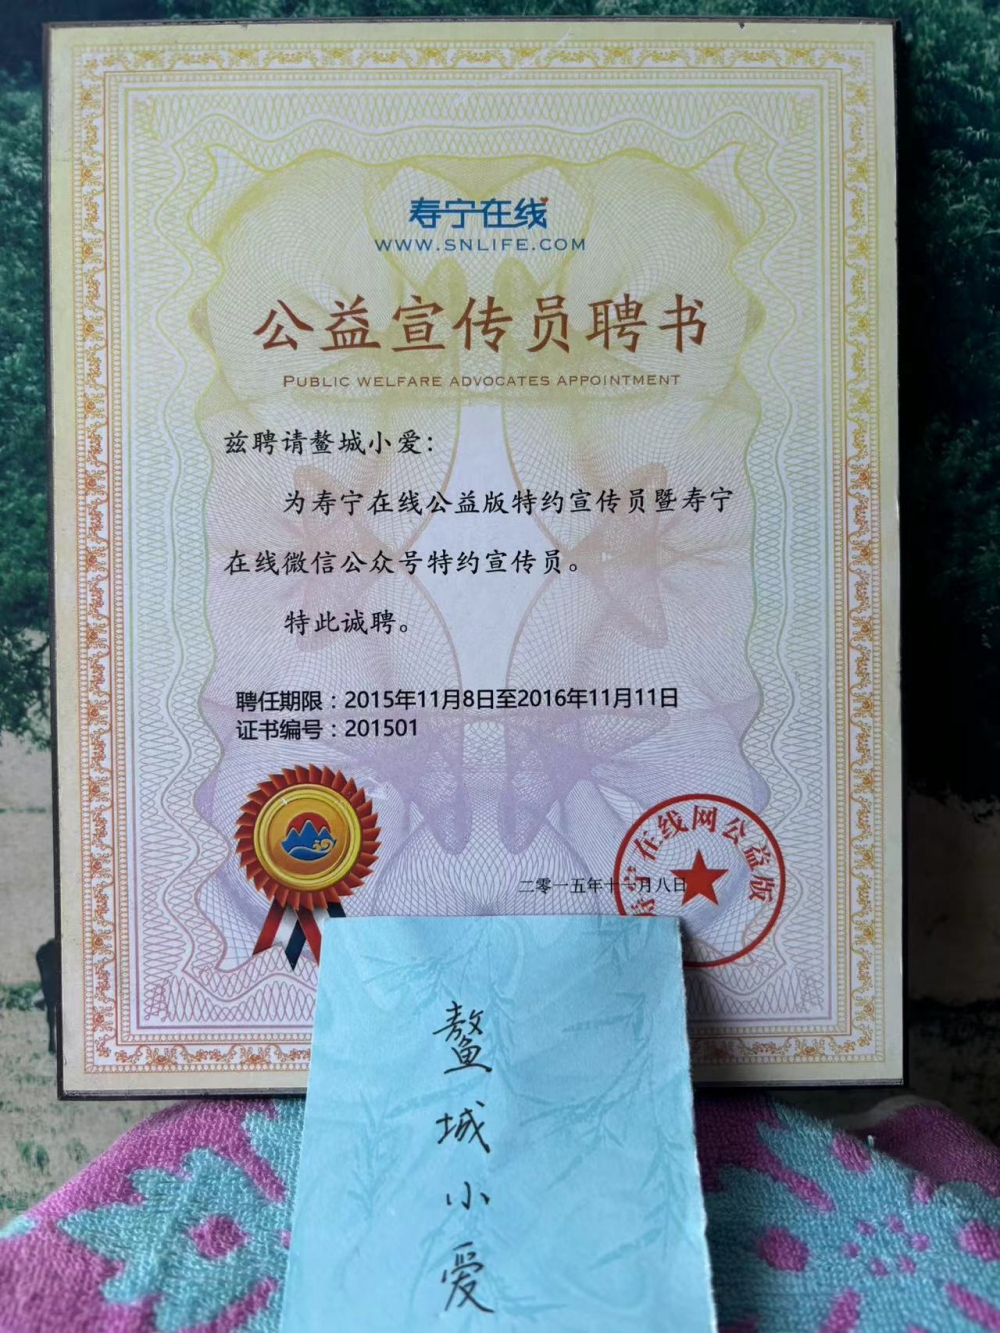 寿宁在线
WWW.SNLIFE.COM
公益宣传员聘书
PUBLIC WELFARE ADVOCATES APPOINTMENT
兹聘请鳌城小爱：
为寿宁在线公益版特约宣传员暨寿宁
在线微信公众号特约宣传员。
特此诚聘。
聘任期限：2015年11月8日至2016年11月11日
证书编号：201501
寿宁在线网公益版
二零一五年十一月八日
鳌城小爱